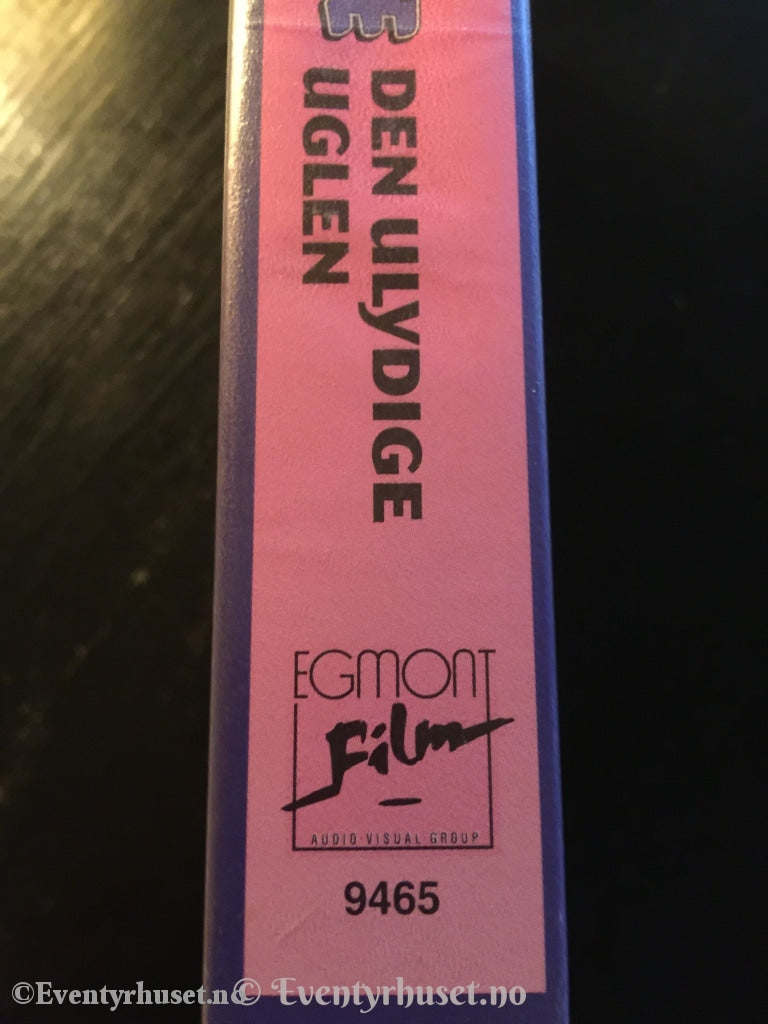 DEN ULYDIGE
UGLEN
EGMONT
Film
AUDIO·VISUAL GROUP
9465
©Eventyrhuset.no
© Eventyrhuset.no